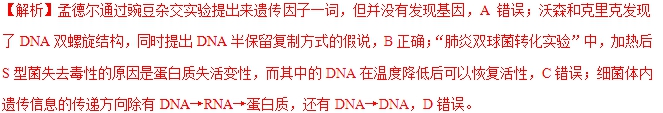 【解析】孟德尔通过豌豆杂交实验提出来遗传因子一词，但并没有发现基因，A 错误；沃森和克里克发现
了 DNA 双螺旋结构，同时提出 DNA 半保留复制方式的假说，B 正确；“肺炎双球菌转化实验”中，加热后
S 型菌失去毒性的原因是蛋白质失活变性，而其中的 DNA 在温度降低后可以恢复活性，C 错误；细菌体内
遗传信息的传递方向除有 DNA→RNA→蛋白质，还有 DNA→DNA，D 错误。